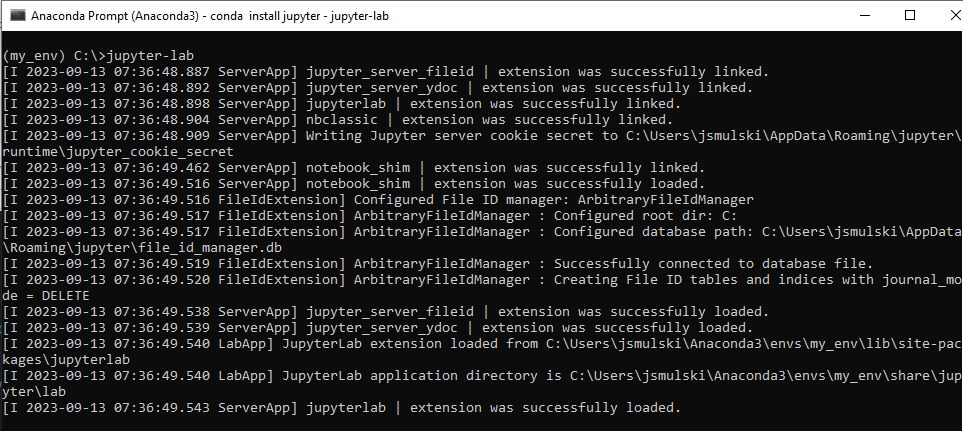 Anaconda Prompt (Anaconda3) - conda  install jupyter - jupyter-lab
(my_env) C:\>jupyter-lab
[I 2023-09-13 07:36:48.887 ServerApp] jupyter_server_fileid | extension was successfully linked.
[I 2023-09-13 07:36:48.892 ServerApp] jupyter_server_ydoc | extension was successfully linked.
[I 2023-09-13 07:36:48.898 ServerApp] jupyterlab | extension was successfully linked.
[I 2023-09-13 07:36:48.904 ServerApp] nbclassic | extension was successfully linked.
[I 2023-09-13 07:36:48.909 ServerApp] Writing Jupyter server cookie secret to C:\Users\jsmulski\AppData\Roaming\jupyter\
runtime\jupyter_cookie_secret
[I 2023-09-13 07:36:49.462 ServerApp] notebook_shim | extension was successfully linked.
[I 2023-09-13 07:36:49.516 ServerApp] notebook_shim | extension was successfully loaded.
[I 2023-09-13 07:36:49.516 FileIdExtension] Configured File ID manager: ArbitraryFileIdManager
[I 2023-09-13 07:36:49.517 FileIdExtension] ArbitraryFileIdManager : Configured root dir: C:
[I 2023-09-13 07:36:49.517 FileIdExtension] ArbitraryFileIdManager : Configured database path: C:\Users\jsmulski\AppData
\Roaming\jupyter\file_id_manager.db
[I 2023-09-13 07:36:49.519 FileIdExtension] ArbitraryFileIdManager : Successfully connected to database file.
[I 2023-09-13 07:36:49.520 FileIdExtension] ArbitraryFileIdManager : Creating File ID tables and indices with journal_mo
de = DELETE
[I 2023-09-13 07:36:49.538 ServerApp] jupyter_server_fileid | extension was successfully loaded.
[I 2023-09-13 07:36:49.539 ServerApp] jupyter_server_ydoc | extension was successfully loaded.
[I 2023-09-13 07:36:49.540 LabApp] JupyterLab extension loaded from C:\Users\jsmulski\Anaconda3\envs\my_env\lib\site-pac
kages\jupyterlab
[I 2023-09-13 07:36:49.540 LabApp] JupyterLab application directory is C:\Users\jsmulski\Anaconda3\envs\my_env\share\jup
yter\lab
[I 2023-09-13 07:36:49.543 ServerApp] jupyterlab | extension was successfully loaded.